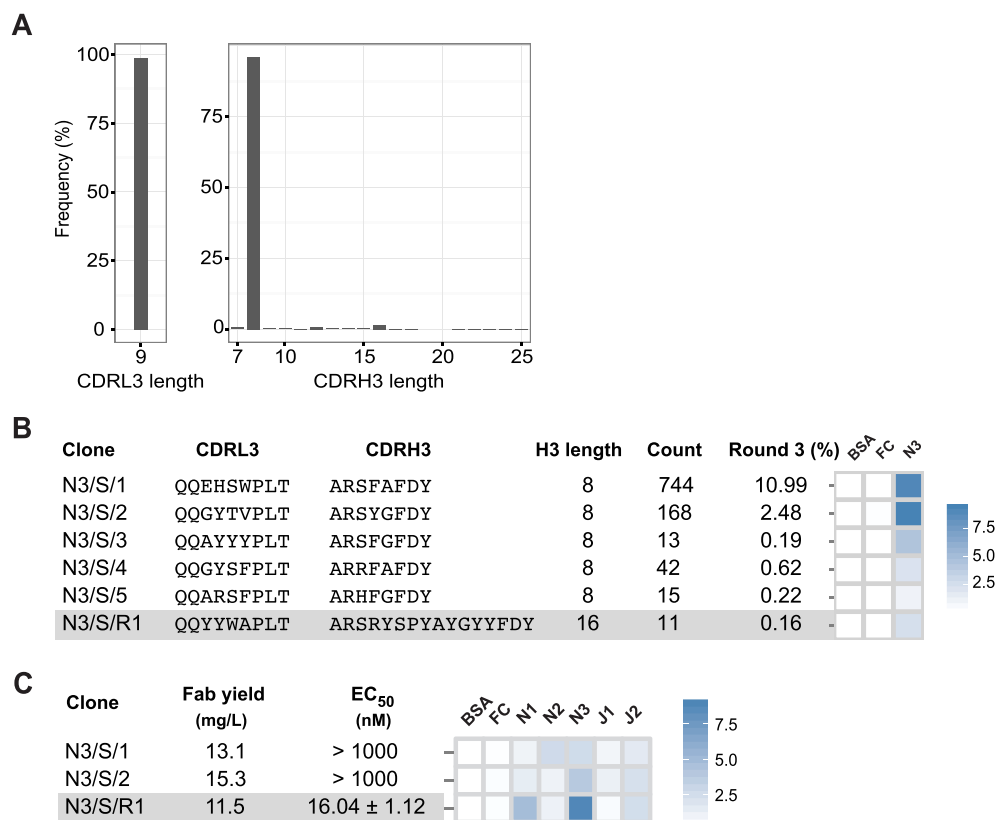 A
Frequency (%)
100
75
50
25
0
9
CDRL3 length
75
50
25
0
7 10 15 20 25
CDRH3 length
B
Clone CDRL3 CDRH3 H3 length Count Round 3 (%) BSA FC N3
N3/S/1 QQEHSWPLT ARSFAFDY 8 744 10.99
N3/S/2 QQGYTVPLT ARSYGFDY 8 168 2.48
N3/S/3 QQAYYYPLT ARSFGFDY 8 13 0.19
N3/S/4 QQGYSFPLT ARRFAFDY 8 42 0.62
N3/S/5 QQARSFPLT ARHFGFDY 8 15 0.22
N3/S/R1 QQYYWAPLT ARSRYSPYAYGYYFDY 16 11 0.16
7.5
5.0
2.5
C
Clone Fab yield (mg/L) EC50 (nM) BSA FC N1 N2 N3 J1 J2
N3/S/1 13.1 > 1000
N3/S/2 15.3 > 1000
N3/S/R1 11.5 16.04 ± 1.12
7.5
5.0
2.5